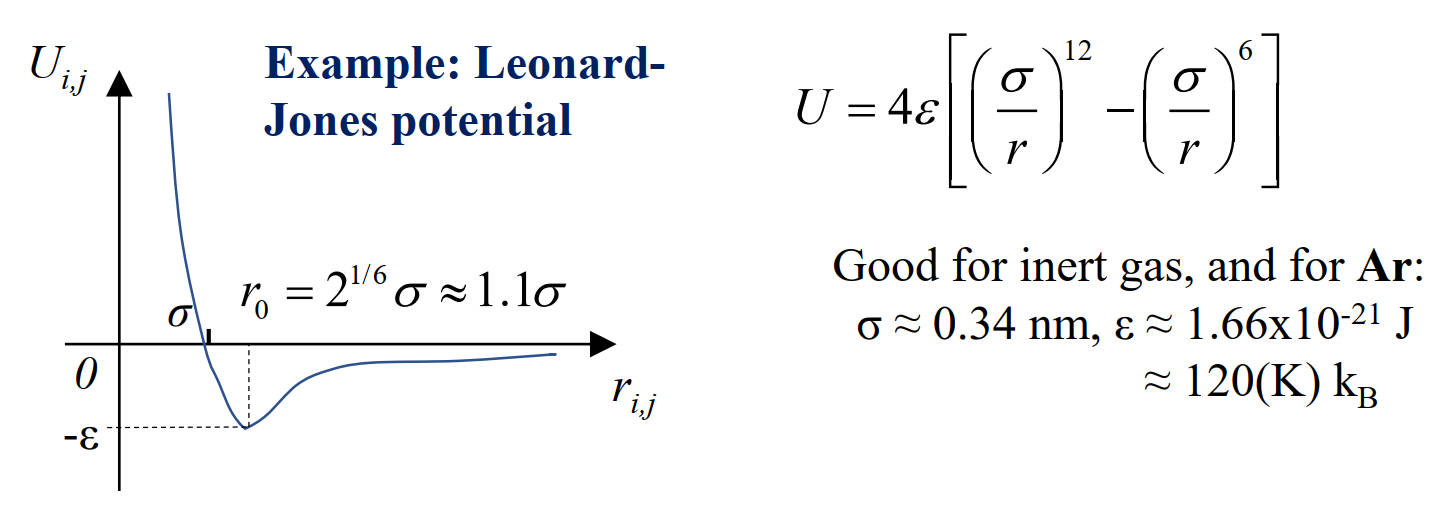 U_{i,j}
Example: Leonard-
Jones potential
U = 4ε[(σ/r)^{12} − (σ/r)^{6}]
σ
r_0 = 2^{1/6} σ ≈ 1.1σ
0
r_{i,j}
-ε
Good for inert gas, and for Ar:
σ ≈ 0.34 nm, ε ≈ 1.66x10^{-21} J
≈ 120(K) k_B